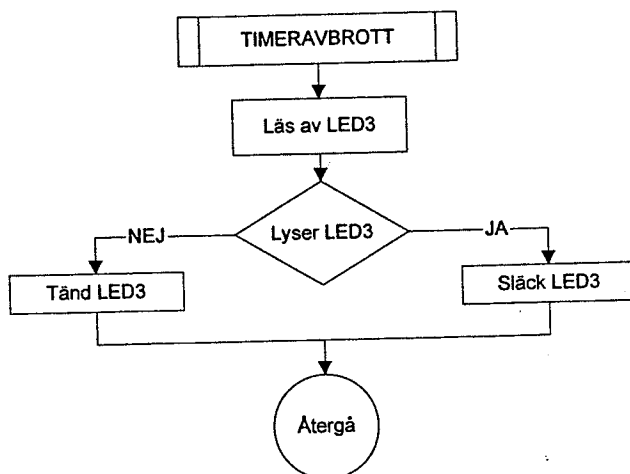 TIMERAVBROTT
Läs av LED3
Lyser LED3
NEJ
JA
Tänd LED3
Släck LED3
Återgå